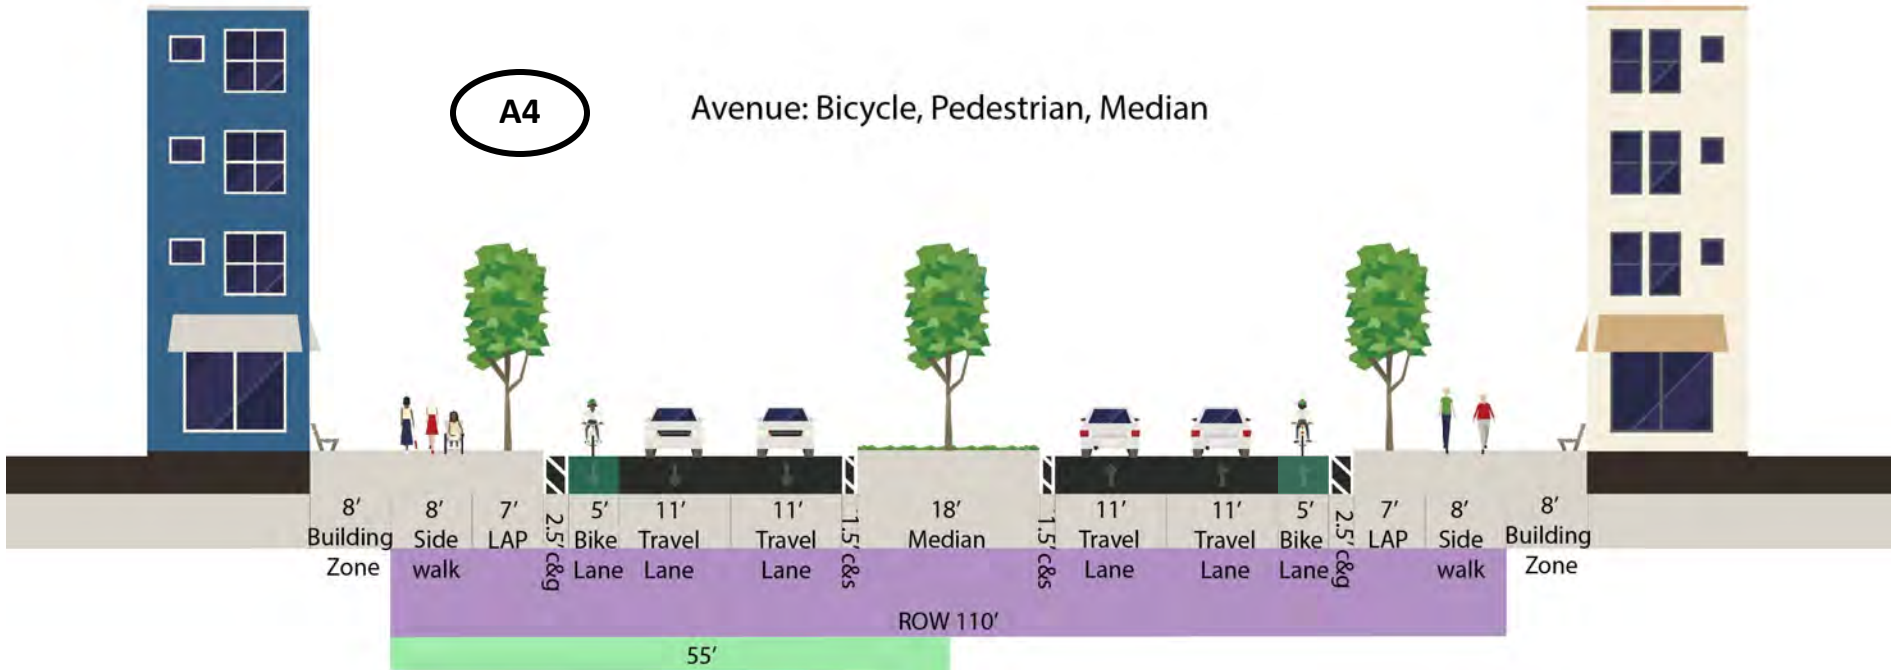 A4
Avenue: Bicycle, Pedestrian, Median
8’
Building
Zone
8’
Side
walk
7’
LAP
2.5’ c&g
5’
Bike
Lane
11’
Travel
Lane
11’
Travel
Lane
1.5’ c&s
18’
Median
1.5’ c&s
11’
Travel
Lane
11’
Travel
Lane
5’
Bike
Lane
2.5’ c&g
7’
LAP
8’
Side
walk
8’
Building
Zone
ROW 110’
55’